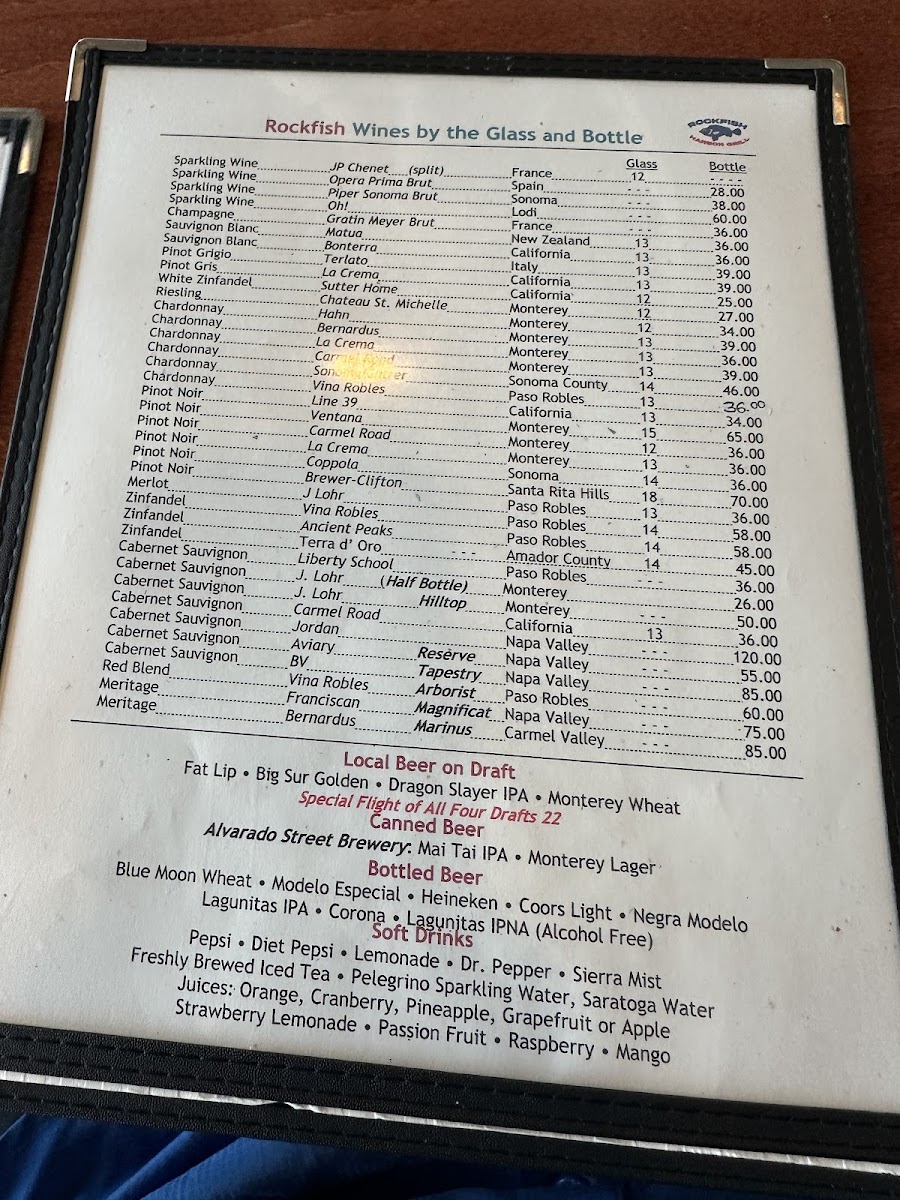 ROCKFISH
HARBOR GRILL
Rockfish Wines by the Glass and Bottle
Glass Bottle
Sparkling Wine JP Chenet (split) France 12 - - - -
Sparkling Wine Opera Prima Brut Spain - - - 28.00
Sparkling Wine Piper Sonoma Brut Sonoma - - - 38.00
Sparkling Wine Oh! Lodi - - - 60.00
Champagne Gratin Meyer Brut France - - - 36.00
Sauvignon Blanc Matua New Zealand 13 36.00
Sauvignon Blanc Bonterra California 13 36.00
Pinot Grigio Terlato Italy 13 39.00
Pinot Gris La Crema California 13 39.00
White Zinfandel Sutter Home California 12 25.00
Riesling Chateau St. Michelle Monterey 12 27.00
Chardonnay Hahn Monterey 12 34.00
Chardonnay Bernardus Monterey 13 39.00
Chardonnay La Crema Monterey 13 36.00
Chardonnay Carmel Road Monterey 13 39.00
Chardonnay Sonoma County 14 46.00
Chardonnay Vina Robles Paso Robles 13 36.00
Pinot Noir Line 39 California 13 34.00
Pinot Noir Ventana Monterey 15 65.00
Pinot Noir Carmel Road Monterey 12 36.00
Pinot Noir La Crema Monterey 13 36.00
Pinot Noir Coppola Sonoma 14 36.00
Pinot Noir Brewer-Clifton Santa Rita Hills 18 70.00
Merlot J Lohr Paso Robles 13 36.00
Zinfandel Vina Robles Paso Robles 14 58.00
Zinfandel Ancient Peaks Paso Robles 14 58.00
Zinfandel Terra d' Oro - - - Amador County 14 45.00
Cabernet Sauvignon Liberty School Paso Robles - - - 36.00
Cabernet Sauvignon J. Lohr (Half Bottle) Monterey 26.00
Cabernet Sauvignon J. Lohr Hilltop Monterey - - - 50.00
Cabernet Sauvignon Carmel Road California 13 36.00
Cabernet Sauvignon Jordan Napa Valley - - - 120.00
Cabernet Sauvignon Aviary Reserve Napa Valley - - - 55.00
Cabernet Sauvignon BV Tapestry Napa Valley - - - 85.00
Red Blend Vina Robles Arborist Paso Robles - - - 60.00
Meritage Franciscan Magnificat Napa Valley - - - 75.00
Meritage Bernardus Marinus Carmel Valley - - - 85.00
Local Beer on Draft
Fat Lip • Big Sur Golden • Dragon Slayer IPA • Monterey Wheat
Special Flight of All Four Drafts 22
Canned Beer
Alvarado Street Brewery: Mai Tai IPA • Monterey Lager
Bottled Beer
Blue Moon Wheat • Modelo Especial • Heineken • Coors Light • Negra Modelo
Lagunitas IPA • Corona • Lagunitas IPNA (Alcohol Free)
Soft Drinks
Pepsi • Diet Pepsi • Lemonade • Dr. Pepper • Sierra Mist
Freshly Brewed Iced Tea • Pelegrino Sparkling Water, Saratoga Water
Juices: Orange, Cranberry, Pineapple, Grapefruit or Apple
Strawberry Lemonade • Passion Fruit • Raspberry • Mango